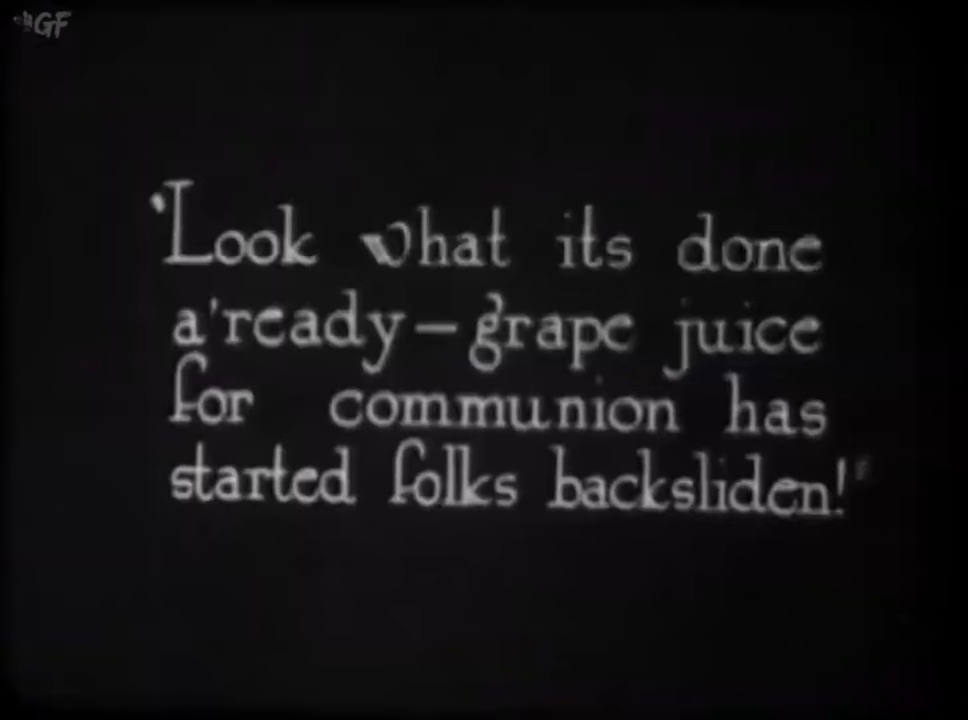 GF
"Look what its done
a'ready—grape juice
for communion has
started folks backsliden!"